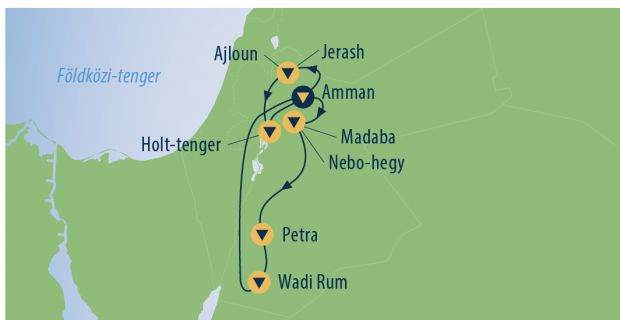 Ajloun
Jerash
Földközi-tenger
Amman
Madaba
Holt-tenger
Nebo-hegy
Petra
Wadi Rum